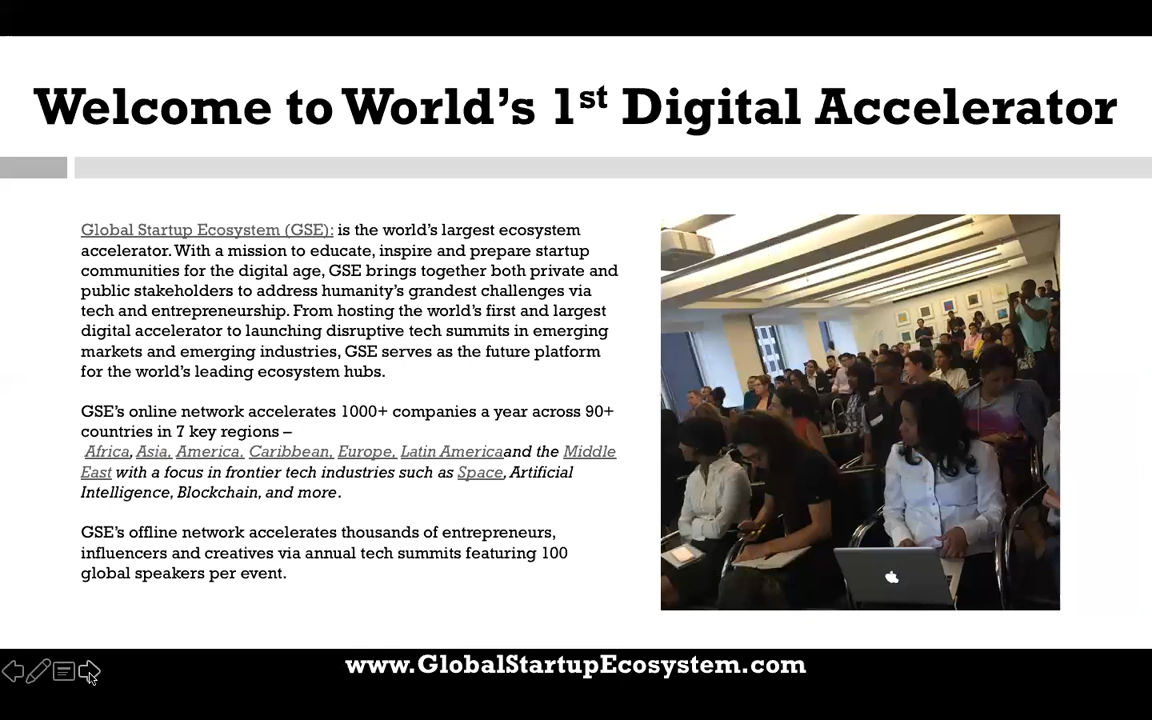 Welcome to World's 1st Digital Accelerator
Global Startup Ecosystem (GSE): is the world's largest ecosystem
accelerator. With a mission to educate, inspire and prepare startup
communities for the digital age, GSE brings together both private and
public stakeholders to address humanity's grandest challenges via
tech and entrepreneurship. From hosting the world's first and largest
digital accelerator to launching disruptive tech summits in emerging
markets and emerging industries, GSE serves as the future platform
for the world's leading ecosystem hubs.
GSE's online network accelerates 1000+ companies a year across 90+
countries in 7 key regions –
Africa, Asia, America, Caribbean, Europe, Latin Americaand the Middle
East with a focus in frontier tech industries such as Space, Artificial
Intelligence, Blockchain, and more.
GSE's offline network accelerates thousands of entrepreneurs,
influencers and creatives via annual tech summits featuring 100
global speakers per event.
www.GlobalStartupEcosystem.com